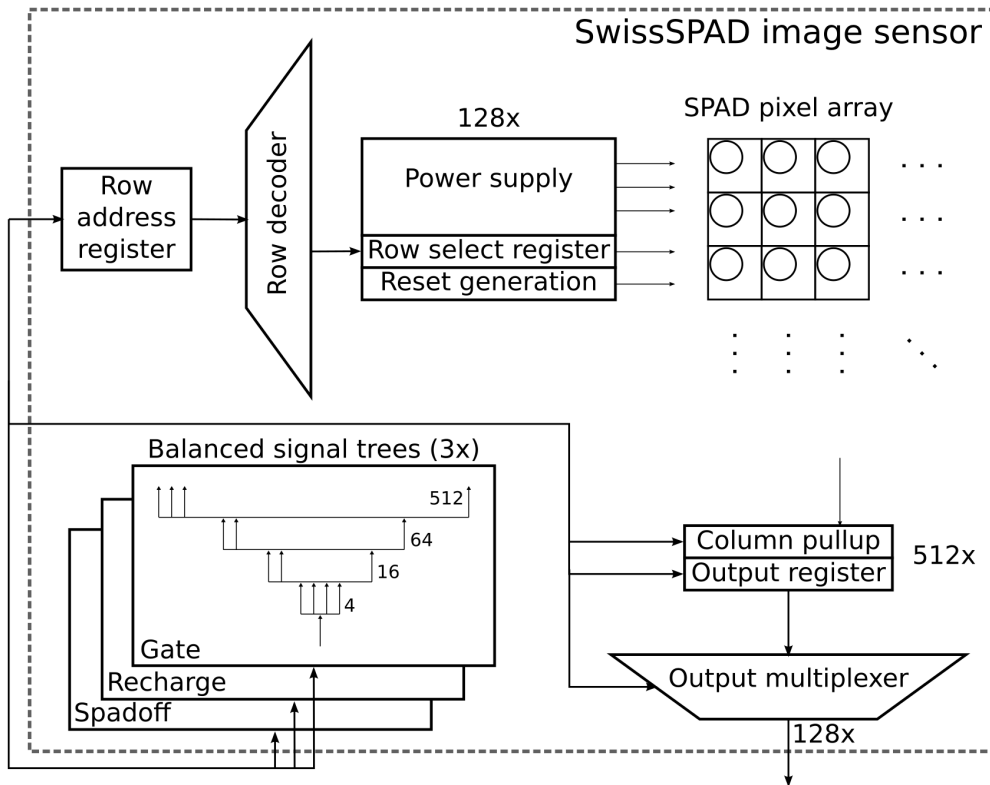 SwissSPAD image sensor
128x
SPAD pixel array
Power supply
Row
address
register
Row decoder
Row select register
Reset generation
Balanced signal trees (3x)
512
64
16
4
Gate
Recharge
Spadoff
Column pullup
512x
Output register
Output multiplexer
128x